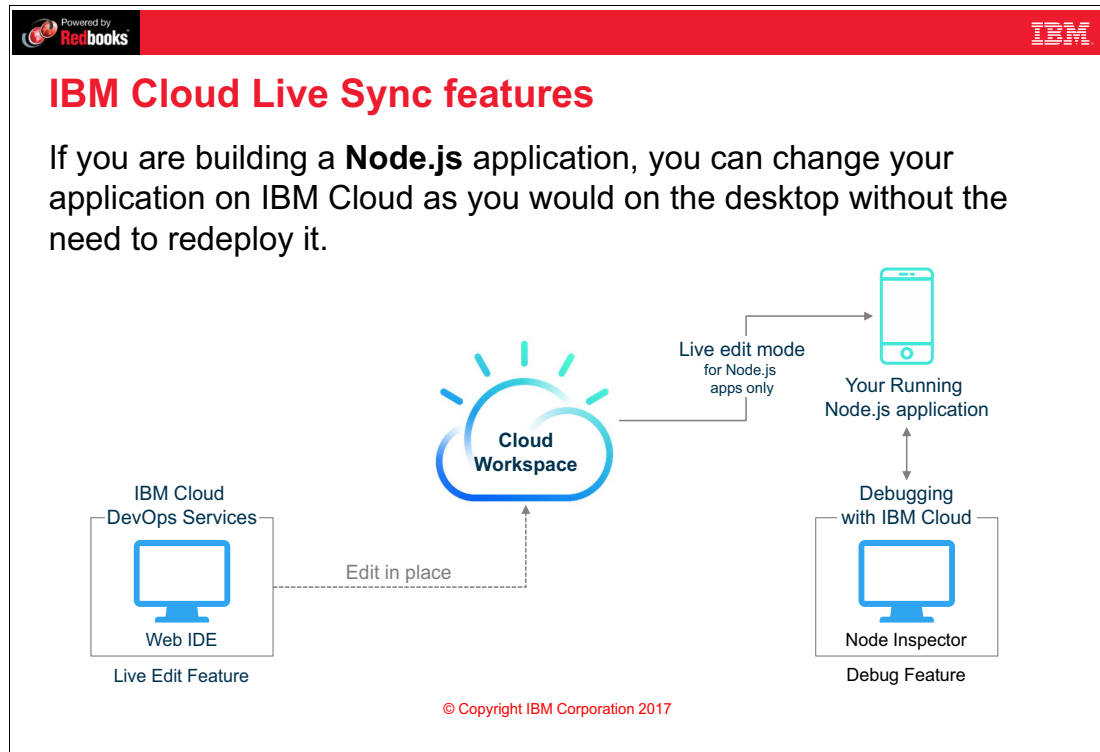 Powered by
Redbooks
IBM
IBM Cloud Live Sync features
If you are building a Node.js application, you can change your
application on IBM Cloud as you would on the desktop without the
need to redeploy it.
Live edit mode
for Node.js
apps only
Your Running
Node.js application
Cloud
Workspace
IBM Cloud
DevOps Services
Web IDE
Live Edit Feature
Edit in place
Debugging
with IBM Cloud
Node Inspector
Debug Feature
© Copyright IBM Corporation 2017